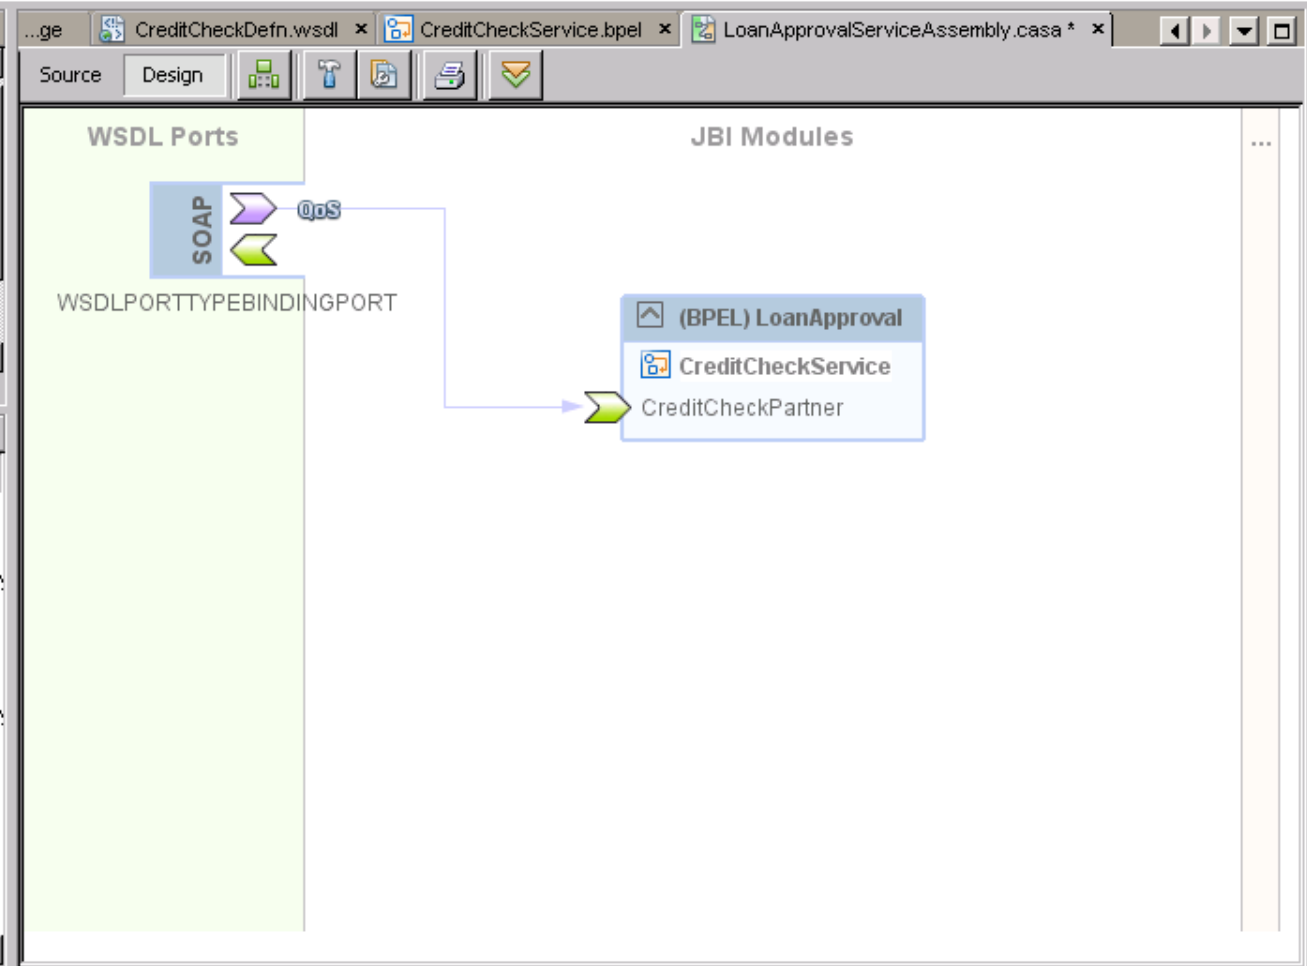 ...ge CreditCheckDefn.wsdl × CreditCheckService.bpel × LoanApprovalServiceAssembly.casa * ×
Source Design
WSDL Ports JBI Modules ...
SOAP
QoS
WSDLPORTTYPEBINDINGPORT
(BPEL) LoanApproval
CreditCheckService
CreditCheckPartner